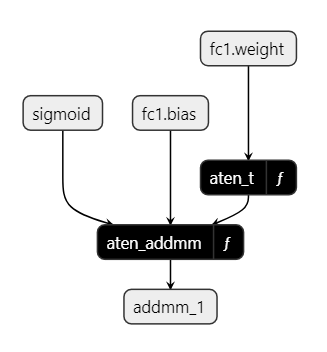 fc1.weight
sigmoid
fc1.bias
aten_t ƒ
aten_addmm ƒ
addmm_1